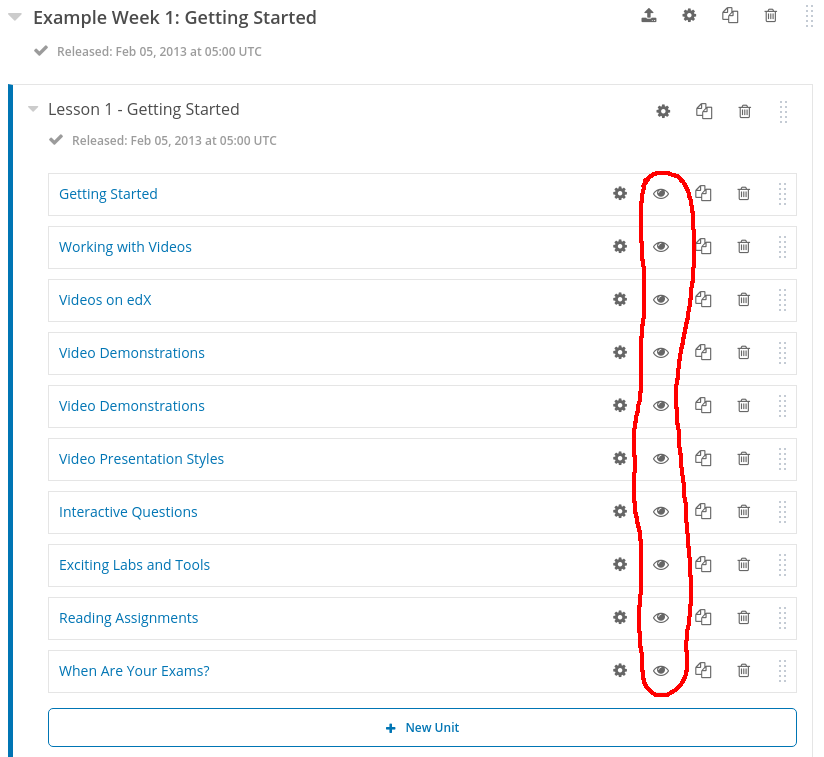 Example Week 1: Getting Started
Released: Feb 05, 2013 at 05:00 UTC
Lesson 1 - Getting Started
Released: Feb 05, 2013 at 05:00 UTC
Getting Started
Working with Videos
Videos on edX
Video Demonstrations
Video Demonstrations
Video Presentation Styles
Interactive Questions
Exciting Labs and Tools
Reading Assignments
When Are Your Exams?
+ New Unit